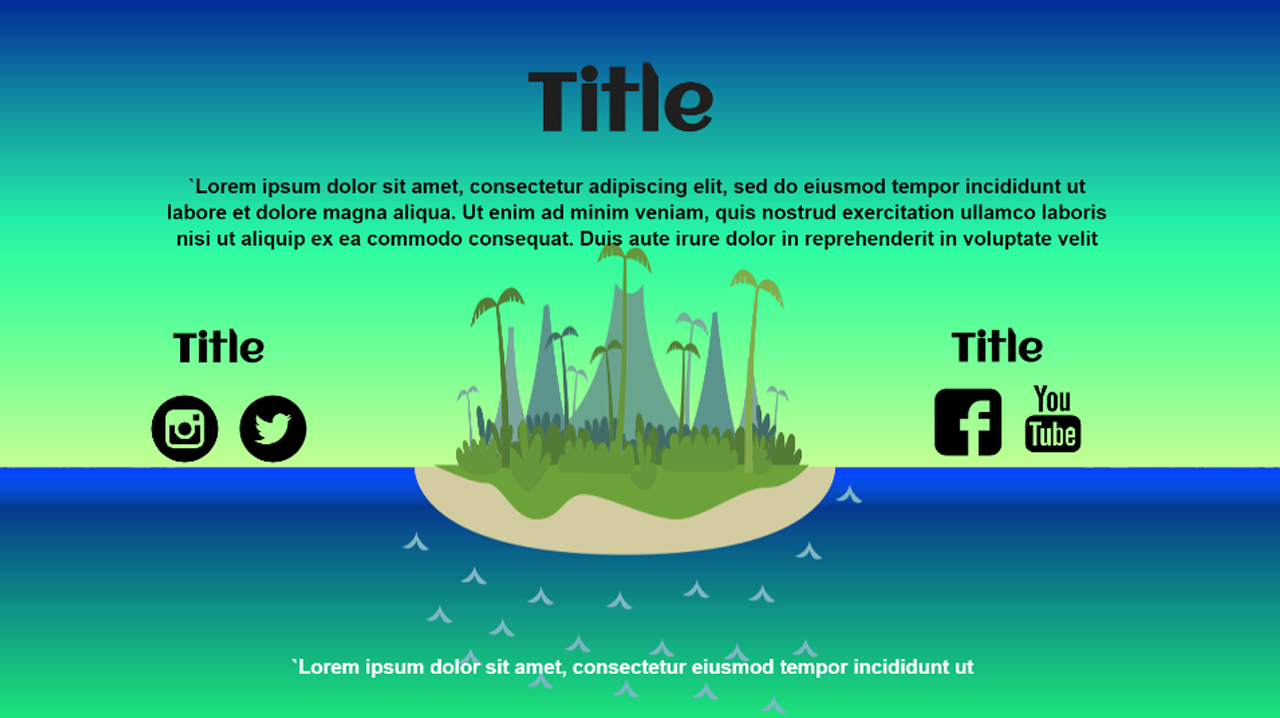 Title
`Lorem ipsum dolor sit amet, consectetur adipiscing elit, sed do eiusmod tempor incididunt ut
labore et dolore magna aliqua. Ut enim ad minim veniam, quis nostrud exercitation ullamco laboris
nisi ut aliquip ex ea commodo consequat. Duis aute irure dolor in reprehenderit in voluptate velit
Title
Title
You
Tube
`Lorem ipsum dolor sit amet, consectetur eiusmod tempor incididunt ut